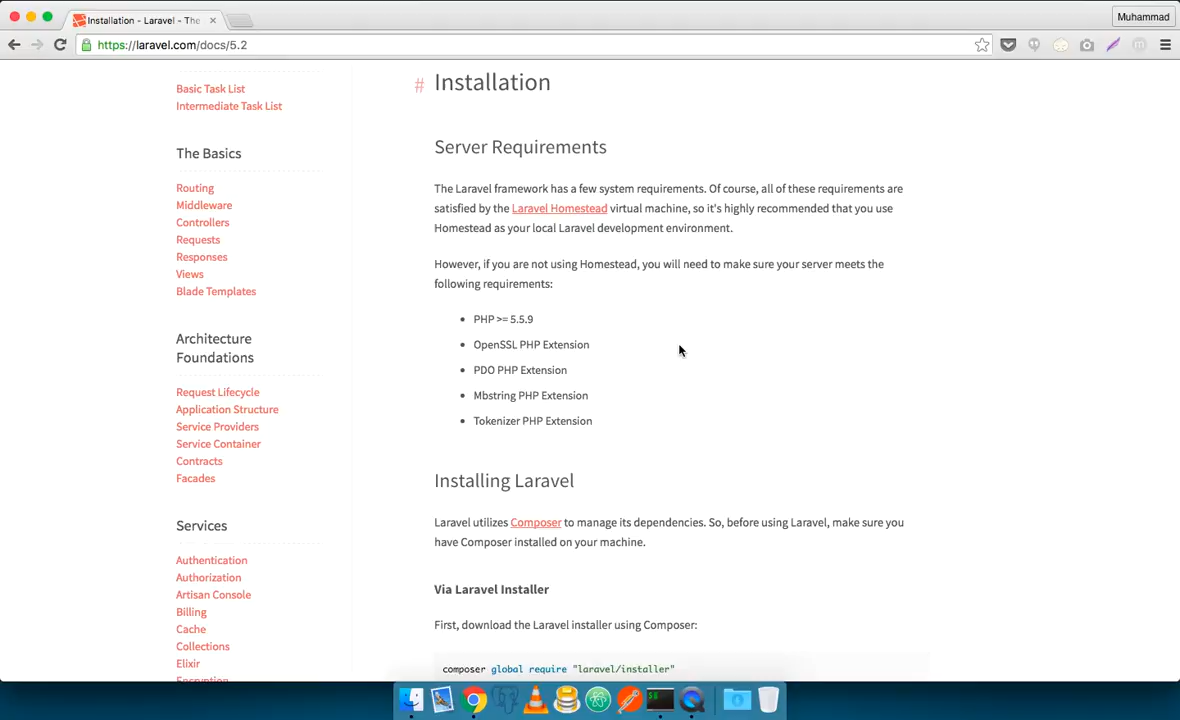 Installation - Laravel - The
Muhammad
https://laravel.com/docs/5.2
Basic Task List
Intermediate Task List
The Basics
Routing
Middleware
Controllers
Requests
Responses
Views
Blade Templates
Architecture
Foundations
Request Lifecycle
Application Structure
Service Providers
Service Container
Contracts
Facades
Services
Authentication
Authorization
Artisan Console
Billing
Cache
Collections
Elixir
Encryption
# Installation
Server Requirements
The Laravel framework has a few system requirements. Of course, all of these requirements are
satisfied by the Laravel Homestead virtual machine, so it's highly recommended that you use
Homestead as your local Laravel development environment.
However, if you are not using Homestead, you will need to make sure your server meets the
following requirements:
• PHP >= 5.5.9
• OpenSSL PHP Extension
• PDO PHP Extension
• Mbstring PHP Extension
• Tokenizer PHP Extension
Installing Laravel
Laravel utilizes Composer to manage its dependencies. So, before using Laravel, make sure you
have Composer installed on your machine.
Via Laravel Installer
First, download the Laravel installer using Composer:
composer global require "laravel/installer"